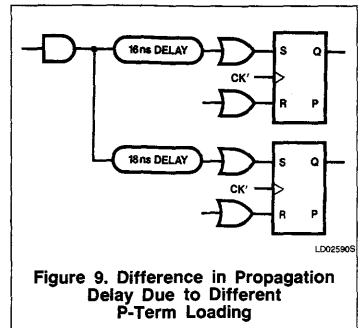 16ns DELAY
S Q
CK'
R P
18ns DELAY
S Q
CK'
R P
LD02590S
Figure 9. Difference in Propagation
Delay Due to Different
P-Term Loading